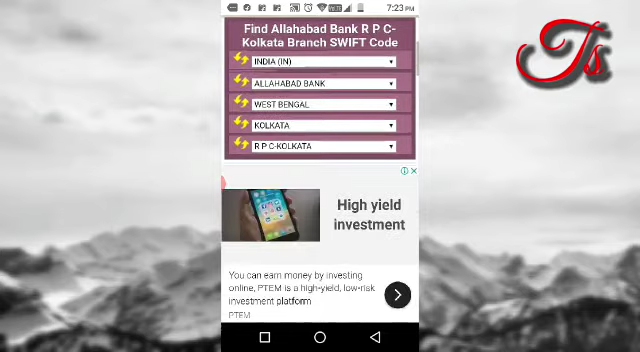 7:23 PM
Find Allahabad Bank R P C-
Kolkata Branch SWIFT Code
INDIA (IN)
ALLAHABAD BANK
WEST BENGAL
KOLKATA
R P C-KOLKATA
High yield
investment
You can earn money by investing
online, PTEM is a high-yield, low-risk
investment platform
PTEM
Ts